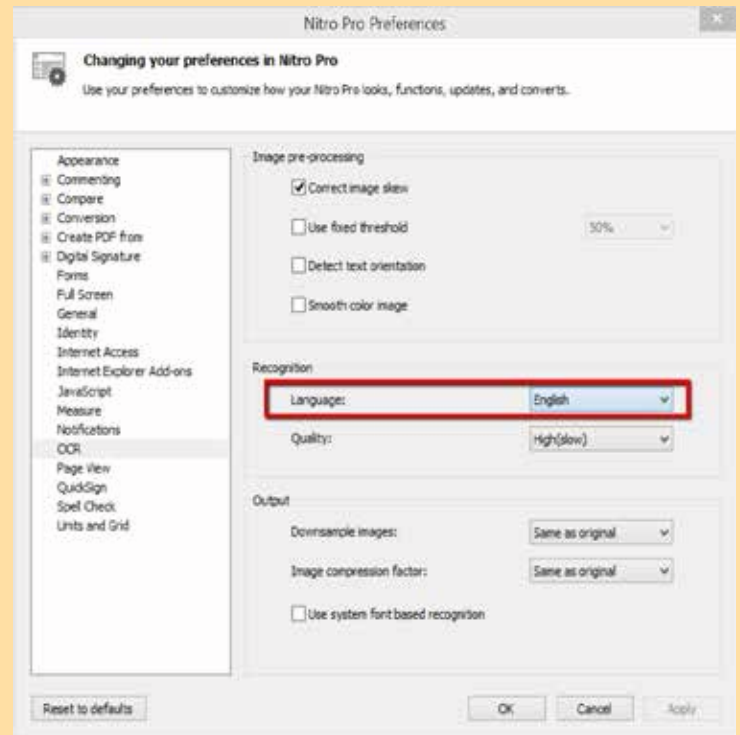 Nitro Pro Preferences
Changing your preferences in Nitro Pro
Use your preferences to customize how your Nitro Pro looks, functions, updates, and converts.
Appearance
Commenting
Compare
Conversion
Create PDF from
Digital Signature
Forms
Full Screen
General
Identity
Internet Access
Internet Explorer Add-ons
JavaScript
Measure
Notifications
OCR
Page View
QuickSign
Spell Check
Units and Grid
Image pre-processing
Correct image skew
Use fixed threshold 50%
Detect text orientation
Smooth color image
Recognition
Language: English
Quality: High(slow)
Output
Downsample images: Same as original
Image compression factor: Same as original
Use system font based recognition
Reset to defaults OK Cancel Apply